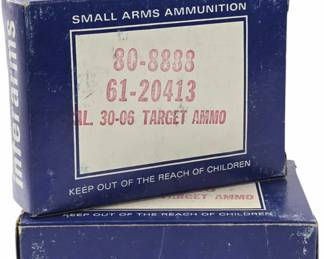 SMALL ARMS AMMUNITION
80-8888
61-20413
AL. 30-06 TARGET AMMO
KEEP OUT OF THE REACH OF CHILDREN
Interarms
TARGET AMMO
KEEP OUT OF THE REACH OF CHILDREN